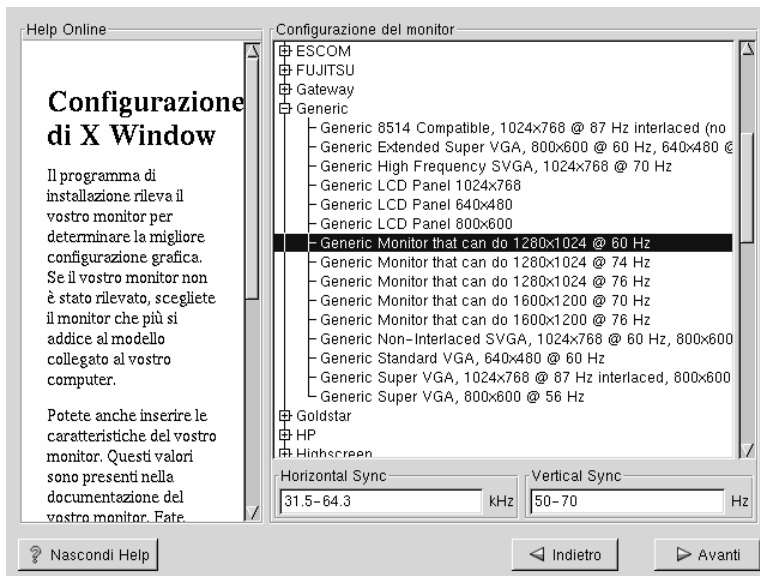 Help Online
Configurazione
di X Window
Il programma di
installazione rileva il
vostro monitor per
determinare la migliore
configurazione grafica.
Se il vostro monitor non
è stato rilevato, scegliete
il monitor che più si
addice al modello
collegato al vostro
computer.
Potete anche inserire le
caratteristiche del vostro
monitor. Questi valori
sono presenti nella
documentazione del
vostro monitor. Fate
Configurazione del monitor
ESCOM
FUJITSU
Gateway
Generic
Generic 8514 Compatible, 1024x768 @ 87 Hz interlaced (no
Generic Extended Super VGA, 800x600 @ 60 Hz, 640x480 @
Generic High Frequency SVGA, 1024x768 @ 70 Hz
Generic LCD Panel 1024x768
Generic LCD Panel 640x480
Generic LCD Panel 800x600
Generic Monitor that can do 1280x1024 @ 60 Hz
Generic Monitor that can do 1280x1024 @ 74 Hz
Generic Monitor that can do 1280x1024 @ 76 Hz
Generic Monitor that can do 1600x1200 @ 70 Hz
Generic Monitor that can do 1600x1200 @ 76 Hz
Generic Non-Interlaced SVGA, 1024x768 @ 60 Hz, 800x600
Generic Standard VGA, 640x480 @ 60 Hz
Generic Super VGA, 1024x768 @ 87 Hz interlaced, 800x600
Generic Super VGA, 800x600 @ 56 Hz
Goldstar
HP
Highscreen
Horizontal Sync
31.5-64.3 kHz
Vertical Sync
50-70 Hz
Nascondi Help
Indietro
Avanti